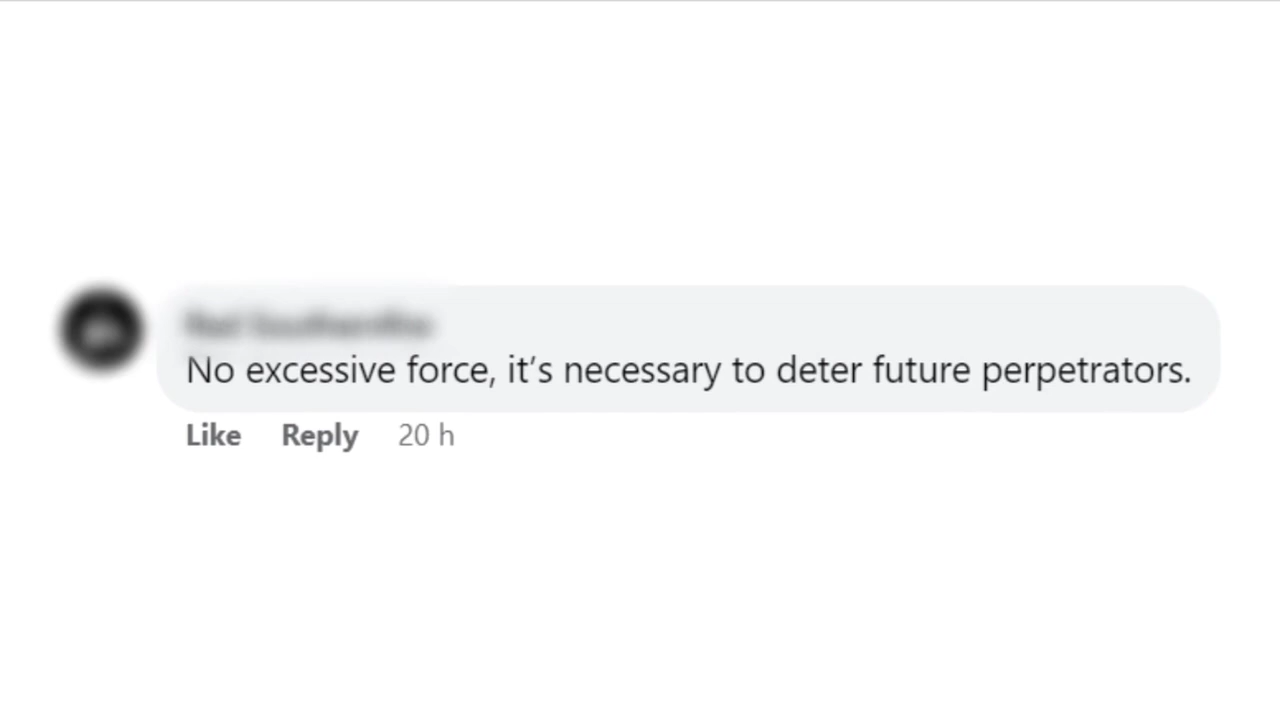 No excessive force, it’s necessary to deter future perpetrators.
Like Reply 20 h